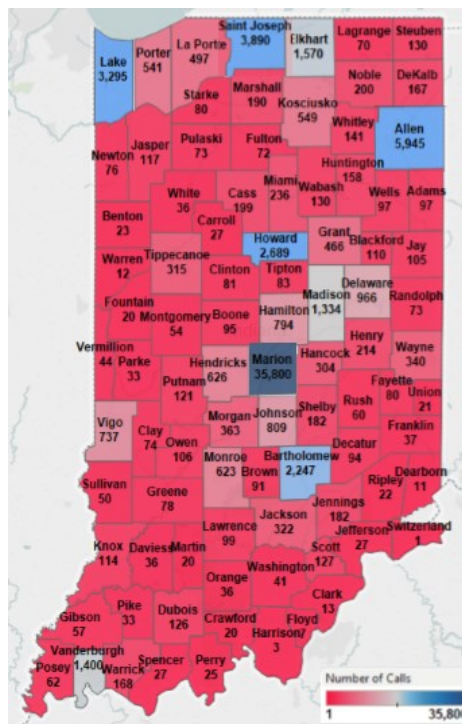 Saint Joseph
3,890
Elkhart
1,570
Lagrange
70
Steuben
130
Lake
3,295
Porter
541
La Porte
497
Noble
200
DeKalb
167
Starke
80
Marshall
190
Kosciusko
549
Whitley
141
Allen
5,945
Newton
76
Jasper
117
Pulaski
73
Fulton
72
Huntington
158
Miami
236
Wabash
130
Wells
97
Adams
97
White
36
Cass
199
Benton
23
Carroll
27
Howard
2,689
Grant
466
Blackford
110
Jay
105
Warren
12
Tippecanoe
315
Clinton
81
Tipton
83
Madison
1,334
Delaware
966
Randolph
73
Fountain
20
Montgomery
54
Boone
95
Hamilton
794
Henry
214
Wayne
340
Vermillion
44
Parke
33
Hendricks
626
Marion
35,800
Hancock
304
Putnam
121
Rush
60
Fayette
80
Union
21
Morgan
363
Johnson
809
Shelby
182
Vigo
737
Clay
74
Owen
106
Franklin
37
Monroe
623
Brown
91
Bartholomew
2,247
Decatur
94
Sullivan
50
Greene
78
Ripley
22
Dearborn
11
Jackson
322
Jennings
182
Lawrence
99
Jefferson
27
Switzerland
1
Knox
114
Daviess
36
Martin
20
Scott
127
Orange
36
Washington
41
Clark
13
Gibson
57
Pike
33
Dubois
126
Crawford
20
Harrison
3
Floyd
7
Vanderburgh
1,400
Posey
62
Warrick
168
Spencer
27
Perry
25
Number of Calls
1
35,800